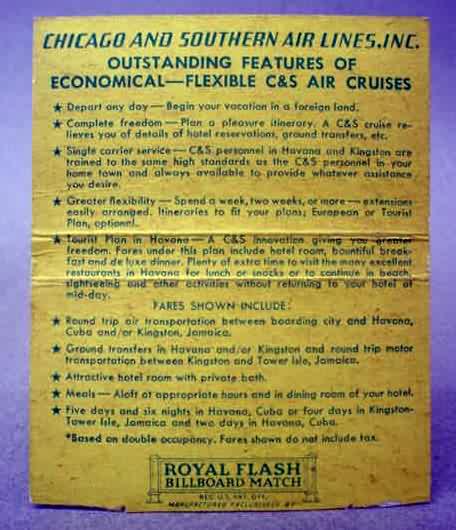 CHICAGO AND SOUTHERN AIR LINES, INC.
OUTSTANDING FEATURES OF
ECONOMICAL—FLEXIBLE C&S AIR CRUISES
★ Depart any day — Begin your vacation in a foreign land.
★ Complete freedom — Plan a pleasure itinerary. A C&S cruise re-
lieves you of details of hotel reservations, ground transfers, etc.
★ Single carrier service — C&S personnel in Havana and Kingston are
trained to the same high standards as the C&S personnel in your
home town and always available to provide whatever assistance
you desire.
★ Greater flexibility — Spend a week, two weeks, or more — extensions
easily arranged. Itineraries to fit your plans; European or Tourist
Plan, optional.
★ Tourist Plan in Havana — A C&S innovation giving you greater
freedom. Fares under this plan include hotel room, bountiful break-
fast and de luxe dinner. Plenty of extra time to visit the many excellent
restaurants in Havana for lunch or snacks or to continue in beach,
sightseeing and other activities without returning to your hotel at
mid-day.
FARES SHOWN INCLUDE:
★ Round trip air transportation between boarding city and Havana,
Cuba and/or Kingston, Jamaica.
★ Ground transfers in Havana and/or Kingston and round trip motor
transportation between Kingston and Tower Isle, Jamaica.
★ Attractive hotel room with private bath.
★ Meals — Aloft at appropriate hours and in dining room of your hotel.
★ Five days and six nights in Havana, Cuba or four days in Kingston-
Tower Isle, Jamaica and two days in Havana, Cuba.
*Based on double occupancy. Fares shown do not include tax.
ROYAL FLASH
BILLBOARD MATCH
REG. U.S. PAT. OFF.
MANUFACTURED EXCLUSIVELY BY